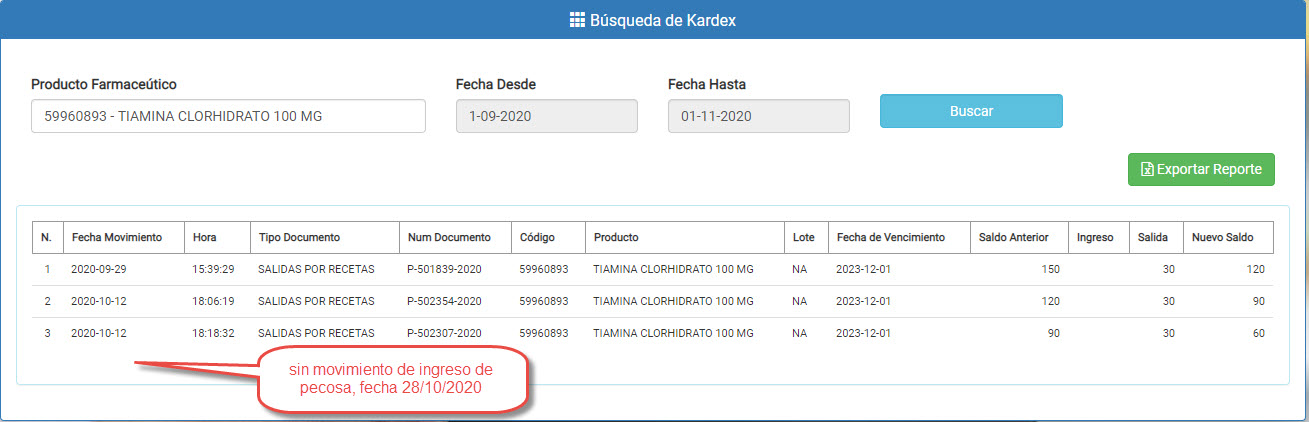 Búsqueda de Kardex
Producto Farmaceútico Fecha Desde Fecha Hasta
59960893 - TIAMINA CLORHIDRATO 100 MG 1-09-2020 01-11-2020 Buscar
Exportar Reporte
N. Fecha Movimiento Hora Tipo Documento Num Documento Código Producto Lote Fecha de Vencimiento Saldo Anterior Ingreso Salida Nuevo Saldo
1 2020-09-29 15:39:29 SALIDAS POR RECETAS P-501839-2020 59960893 TIAMINA CLORHIDRATO 100 MG NA 2023-12-01 150 30 120
2 2020-10-12 18:06:19 SALIDAS POR RECETAS P-502354-2020 59960893 TIAMINA CLORHIDRATO 100 MG NA 2023-12-01 120 30 90
3 2020-10-12 18:18:32 SALIDAS POR RECETAS P-502307-2020 59960893 TIAMINA CLORHIDRATO 100 MG NA 2023-12-01 90 30 60
sin movimiento de ingreso de
pecosa, fecha 28/10/2020